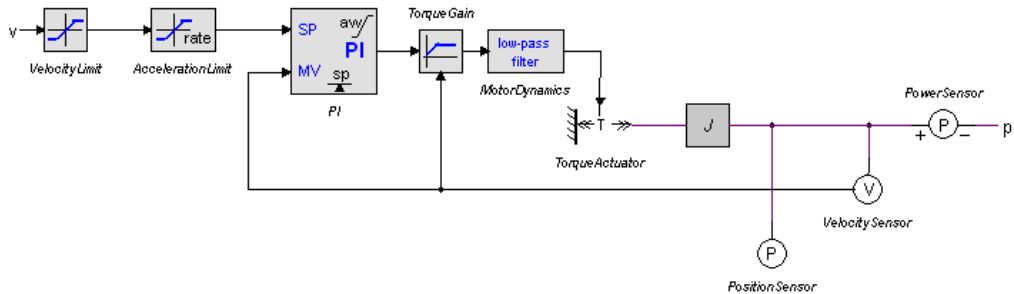 TorqueGain
v
rate
SP
MV
aw
PI
sp
low-pass
filter
VelocityLimit
AccelerationLimit
PI
MotorDynamics
PowerSensor
T
J
+
P
−
p
TorqueActuator
V
VelocitySensor
P
PositionSensor